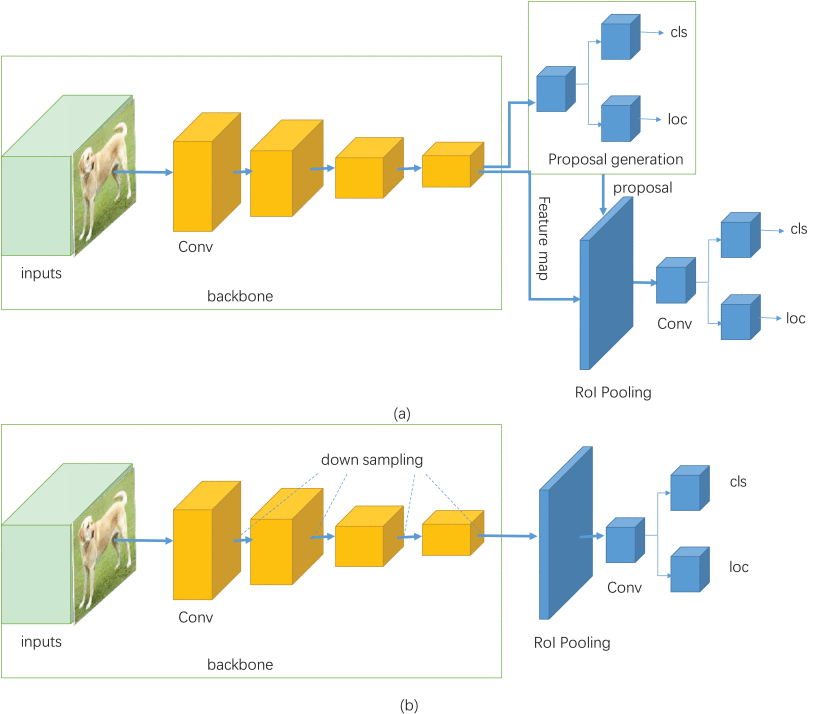 cls
loc
Proposal generation
proposal
Feature map
inputs
Conv
backbone
cls
loc
Conv
RoI Pooling
(a)
down sampling
inputs
Conv
backbone
cls
loc
Conv
RoI Pooling
(b)